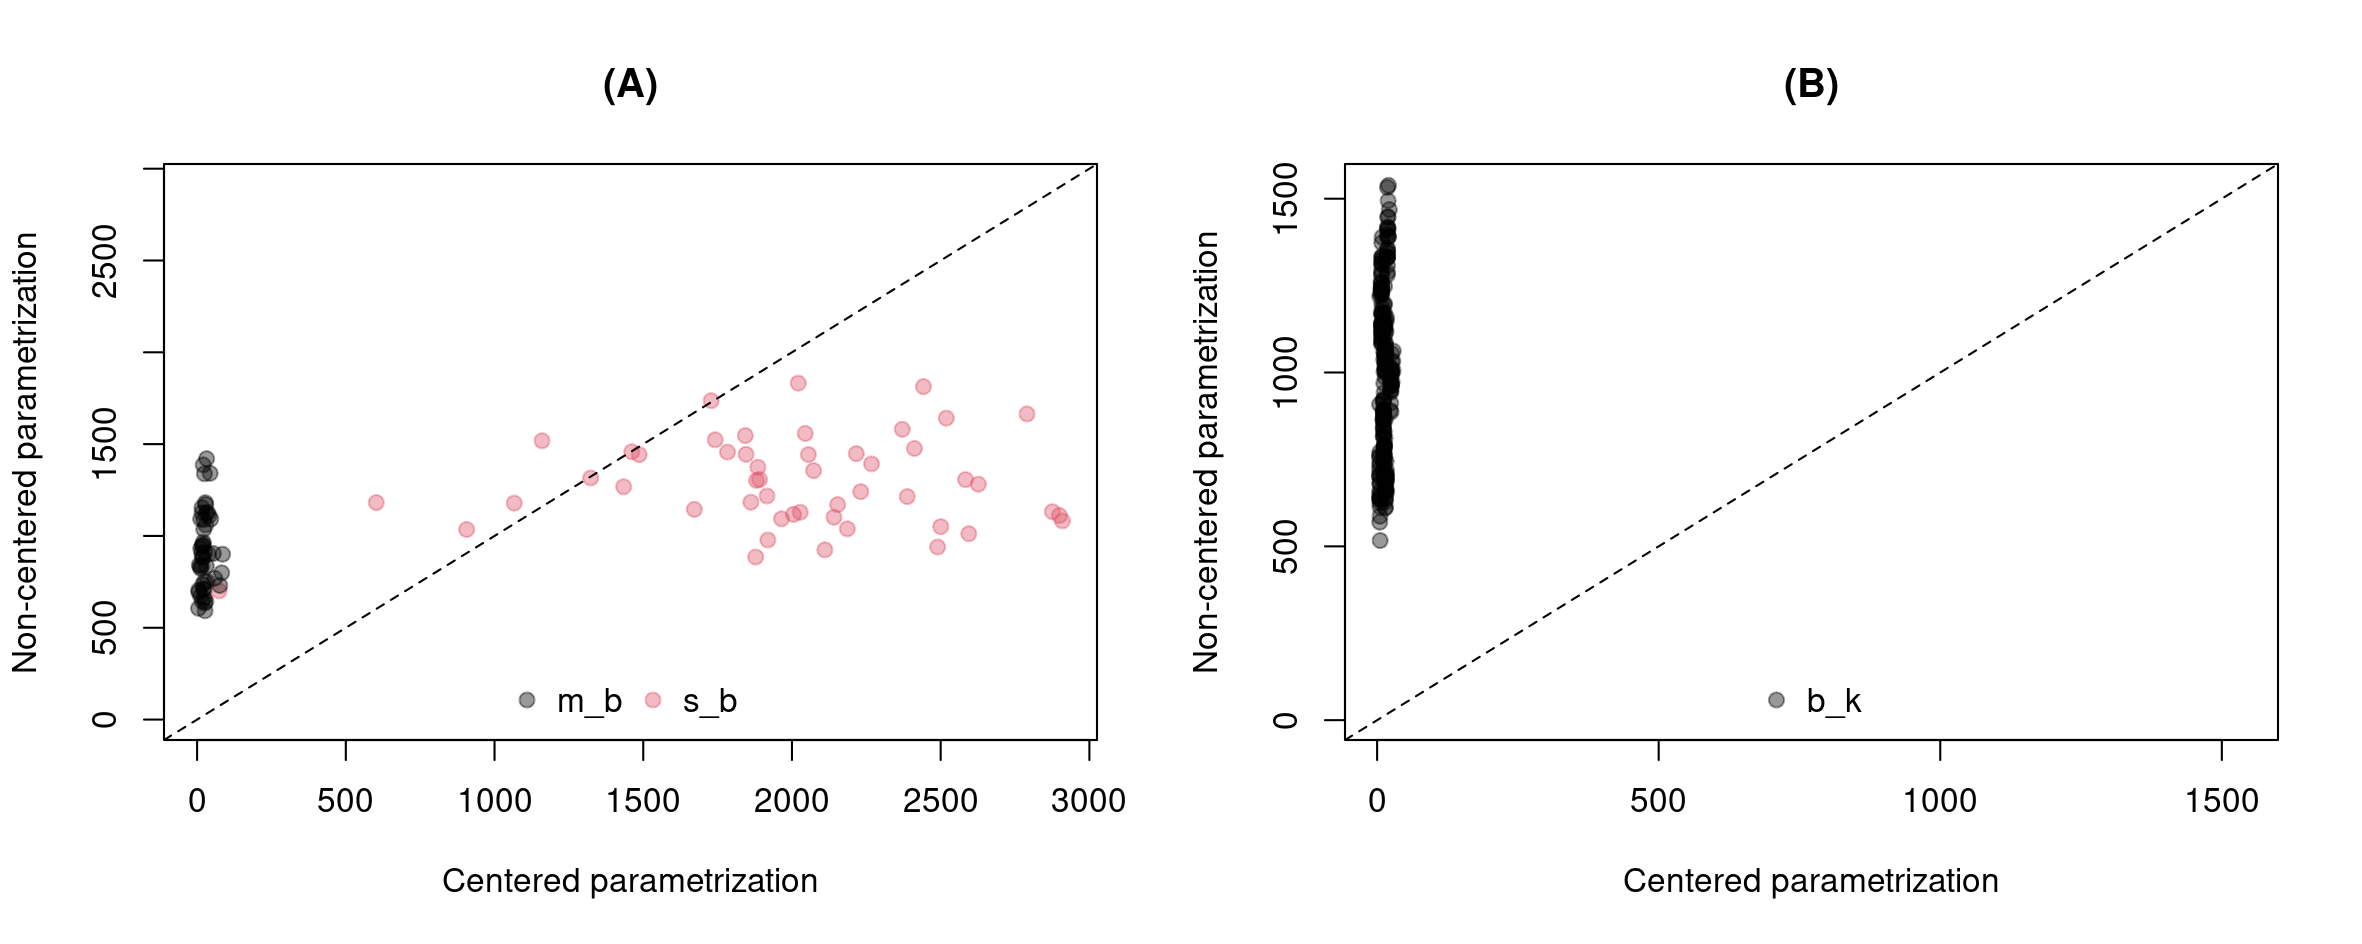 (A)
Non-centered parametrization
2500
1500
500
0
m_b
s_b
0 500 1000 1500 2000 2500 3000
Centered parametrization
(B)
Non-centered parametrization
1500
1000
500
0
b_k
0 500 1000 1500
Centered parametrization